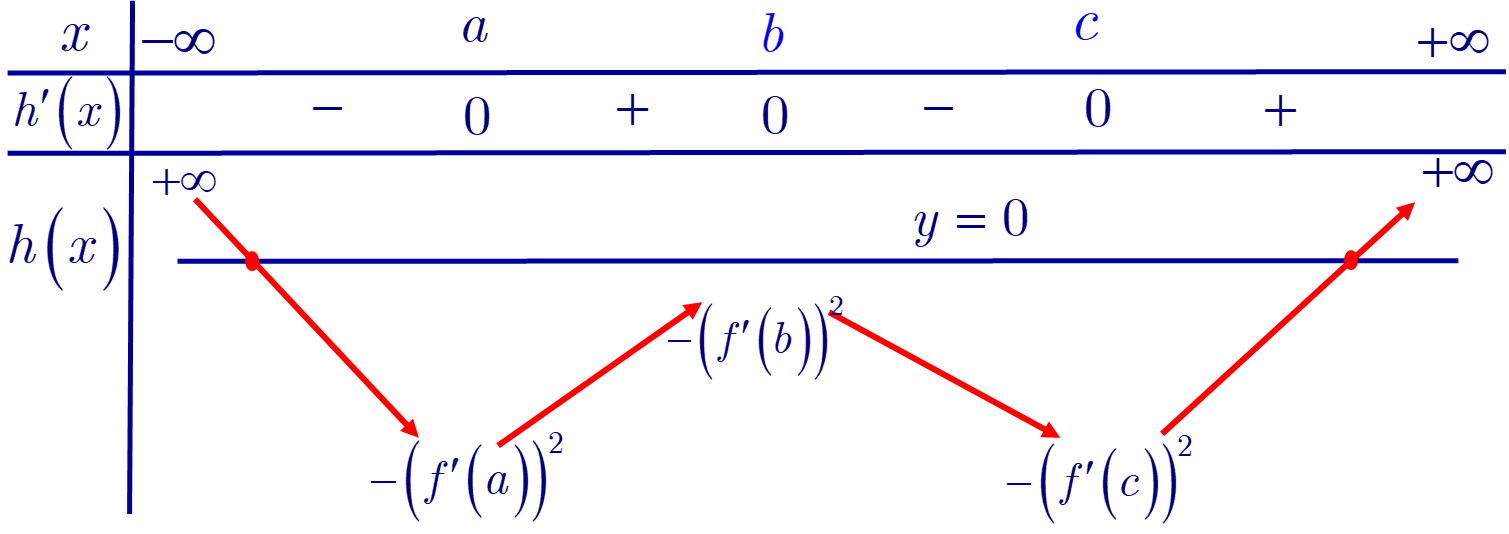 x −∞ a b c +∞
h′(x) − 0 + 0 − 0 +
+∞ +∞
h(x) y = 0
−(f′(b))²
−(f′(a))² −(f′(c))²